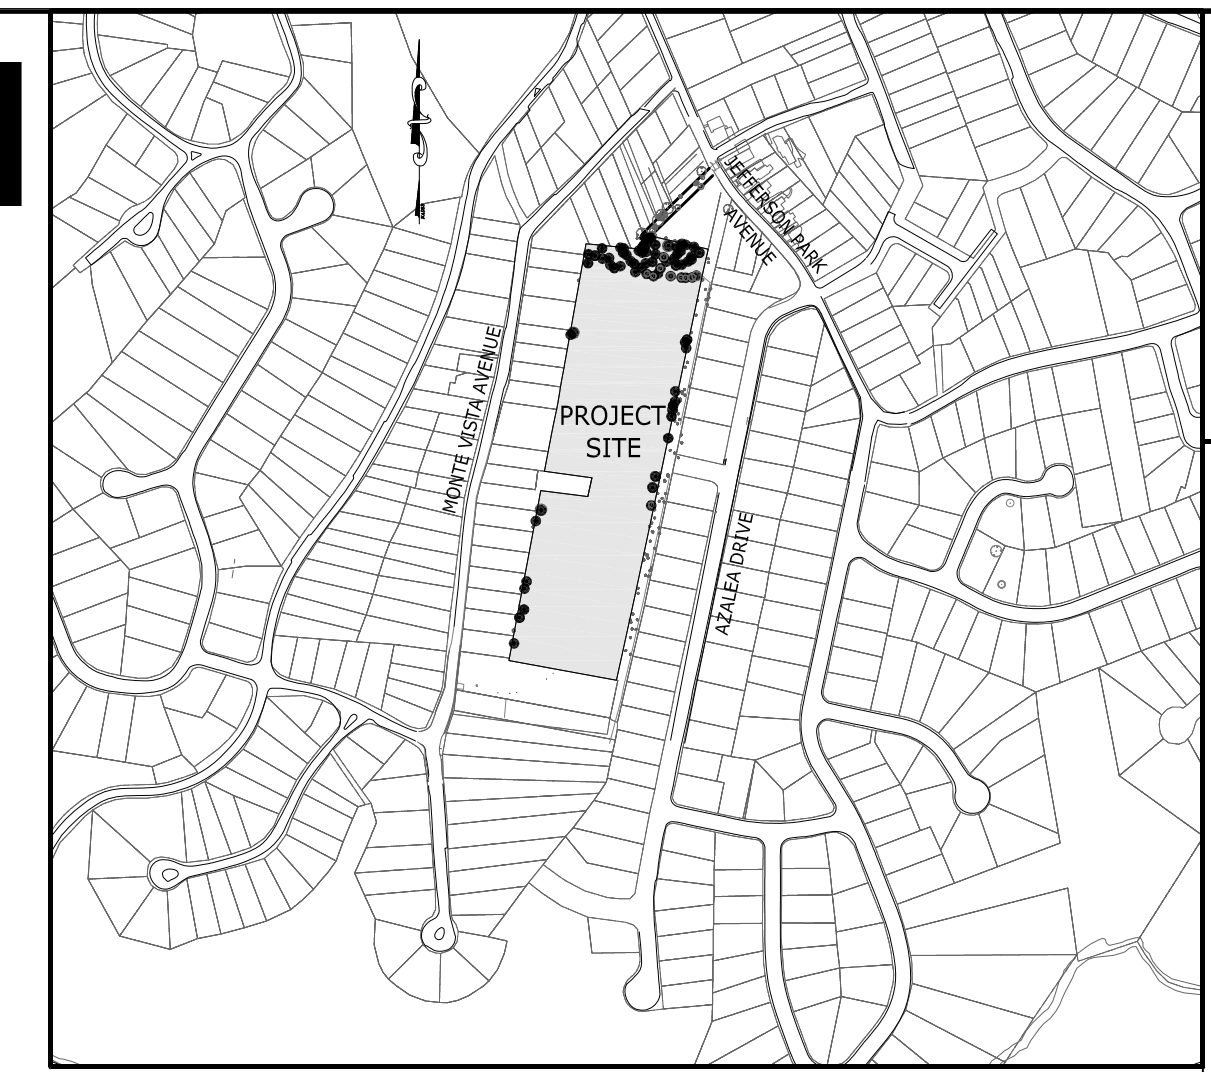 JEFFERSON PARK
AVENUE
MONTE VISTA AVENUE
PROJECT
SITE
AZALEA DRIVE